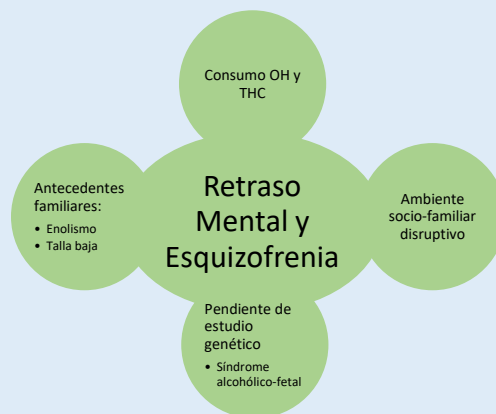 Consumo OH y
THC
Antecedentes
familiares:
• Enolismo
• Talla baja
Retraso
Mental y
Esquizofrenia
Ambiente
socio-familiar
disruptivo
Pendiente de
estudio
genético
• Síndrome
alcohólico-fetal